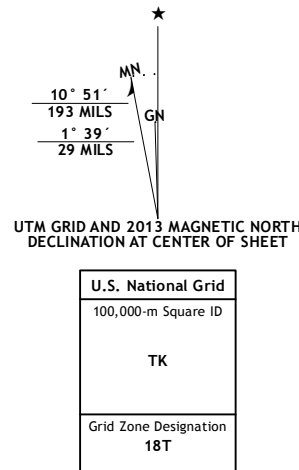 ★
MN
GN
10° 51´
193 MILS
1° 39´
29 MILS
UTM GRID AND 2013 MAGNETIC NORTH
DECLINATION AT CENTER OF SHEET
U.S. National Grid
100,000-m Square ID
TK
Grid Zone Designation
18T